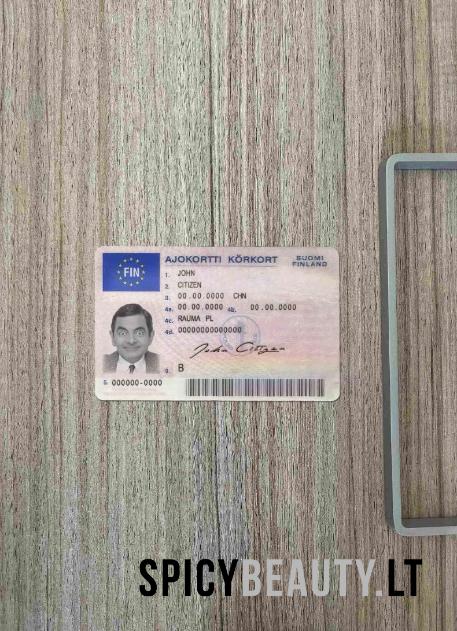 FIN
AJOKORTTI KÖRKORT
SUOMI
FINLAND
1. JOHN
2. CITIZEN
3. 00.00.0000 CHN
4a. 00.00.0000 4b. 00.00.0000
4c. RAUMA PL
4d. 00000000000000
John Citizen
9. B
5. 000000-0000
SPICYBEAUTY.LT